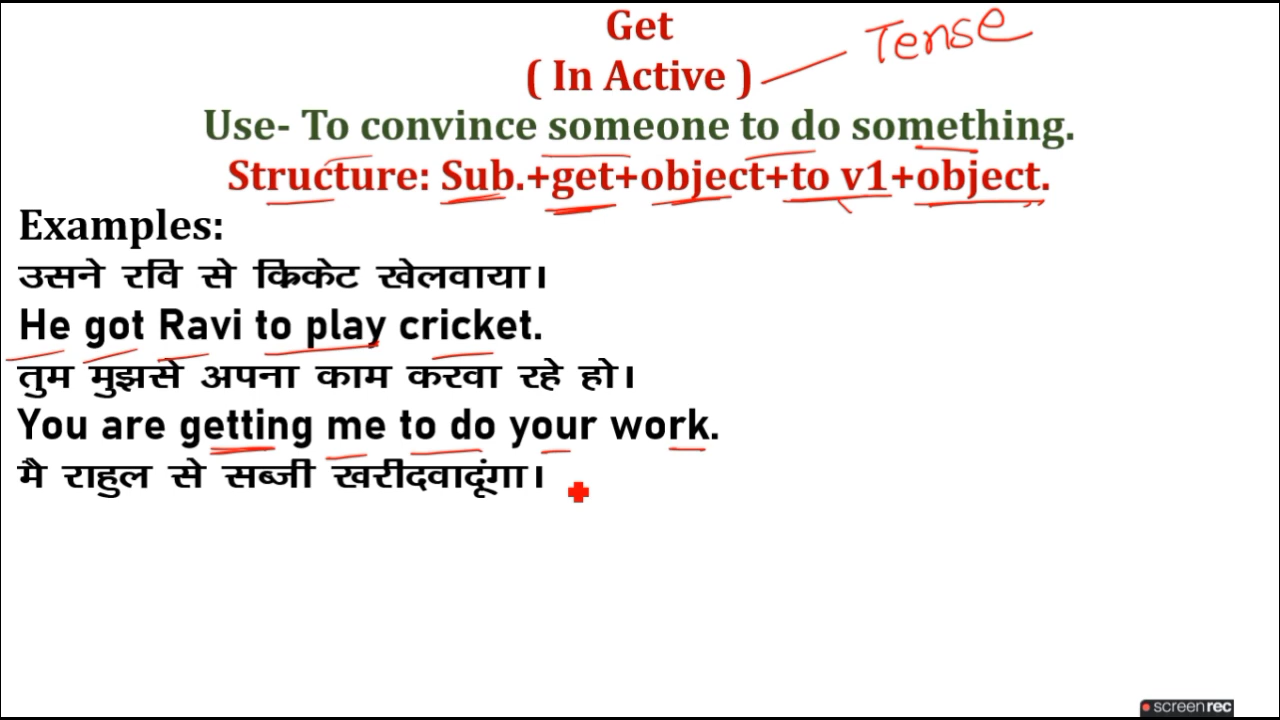 Get
( In Active )
Tense
Use- To convince someone to do something.
Structure: Sub.+get+object+to v1+object.
Examples:
उसने रवि से क्रिकेट खेलवाया।
He got Ravi to play cricket.
तुम मुझसे अपना काम करवा रहे हो।
You are getting me to do your work.
मै राहुल से सब्जी खरीदवादूंगा।
screenrec